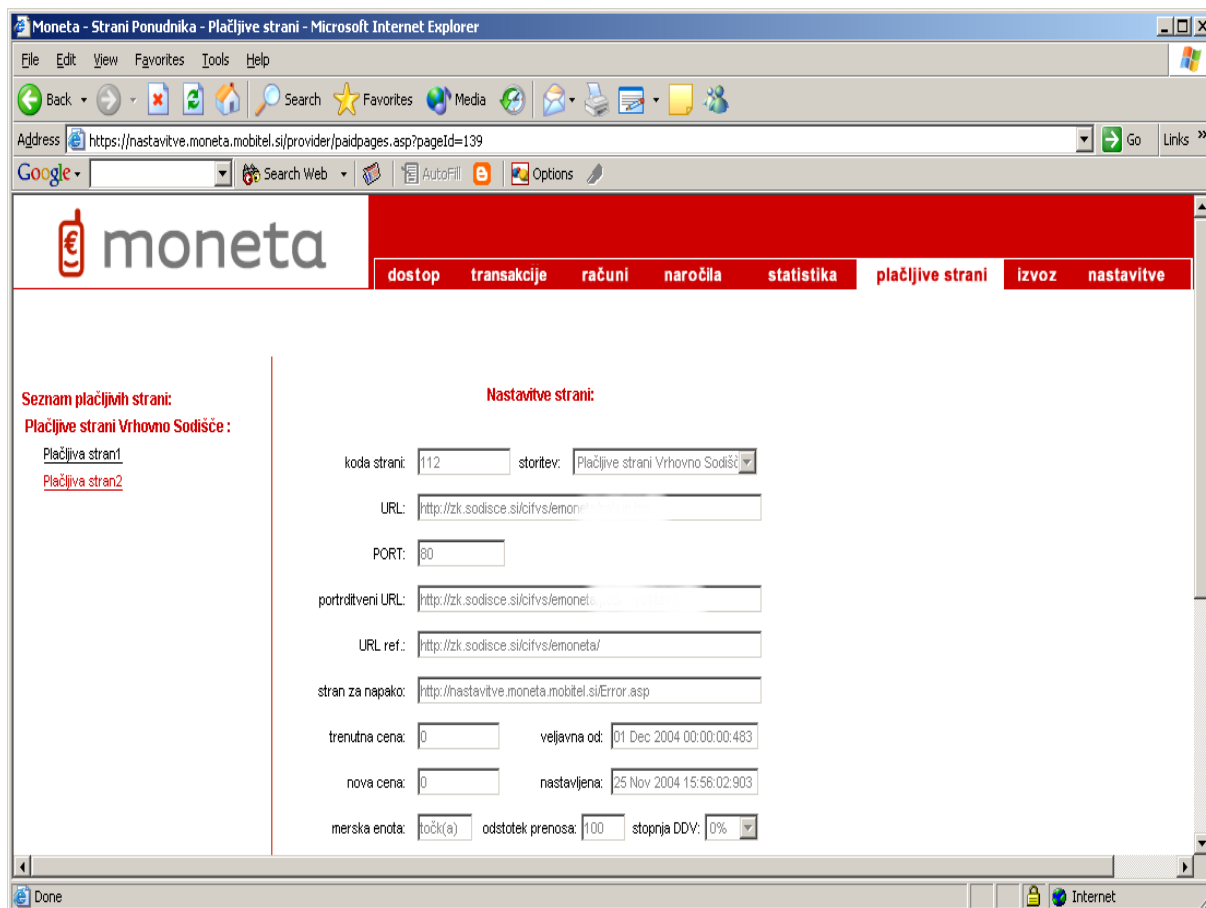 Moneta - Strani Ponudnika - Plačljive strani - Microsoft Internet Explorer
File Edit View Favorites Tools Help
Back Search Favorites Media
Address https://nastavitve.moneta.mobitel.si/provider/paidpages.asp?pageId=139 Go Links »
Google Search Web AutoFill Options
€ moneta
dostop transakcije računi naročila statistika plačljive strani izvoz nastavitve
Seznam plačljivih strani:
Plačljive strani Vrhovno Sodišče :
Plačljiva stran1
Plačljiva stran2
Nastavitve strani:
koda strani: 112 storitev: Plačljive strani Vrhovno Sodišč
URL: http://zk.sodisce.si/cifvs/emonet
PORT: 80
portrditveni URL: http://zk.sodisce.si/cifvs/emonet
URL ref.: http://zk.sodisce.si/cifvs/emoneta/
stran za napako: http://nastavitve.moneta.mobitel.si/Error.asp
trenutna cena: 0 veljavna od: 01 Dec 2004 00:00:00:483
nova cena: 0 nastavljena: 25 Nov 2004 15:56:02:903
merska enota: točk(a) odstotek prenosa: 100 stopnja DDV: 0%
Done Internet